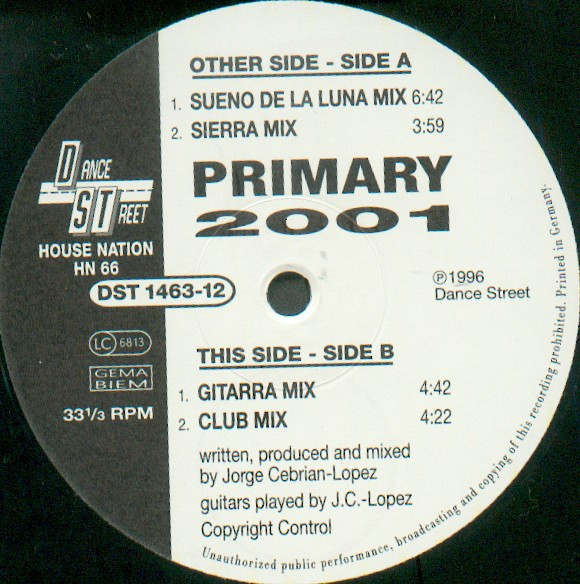 OTHER SIDE - SIDE A
1. SUENO DE LA LUNA MIX 6:42
2. SIERRA MIX 3:59
DANCE
STREET
HOUSE NATION
HN 66
DST 1463-12
PRIMARY
2001
℗1996
Dance Street
LC 6813
GEMA
BIEM
33 1/3 RPM
THIS SIDE - SIDE B
1. GITARRA MIX 4:42
2. CLUB MIX 4:22
written, produced and mixed
by Jorge Cebrian-Lopez
guitars played by J.C.-Lopez
Copyright Control
Unauthorized public performance, broadcasting and copying of this recording prohibited. Printed in Germany.